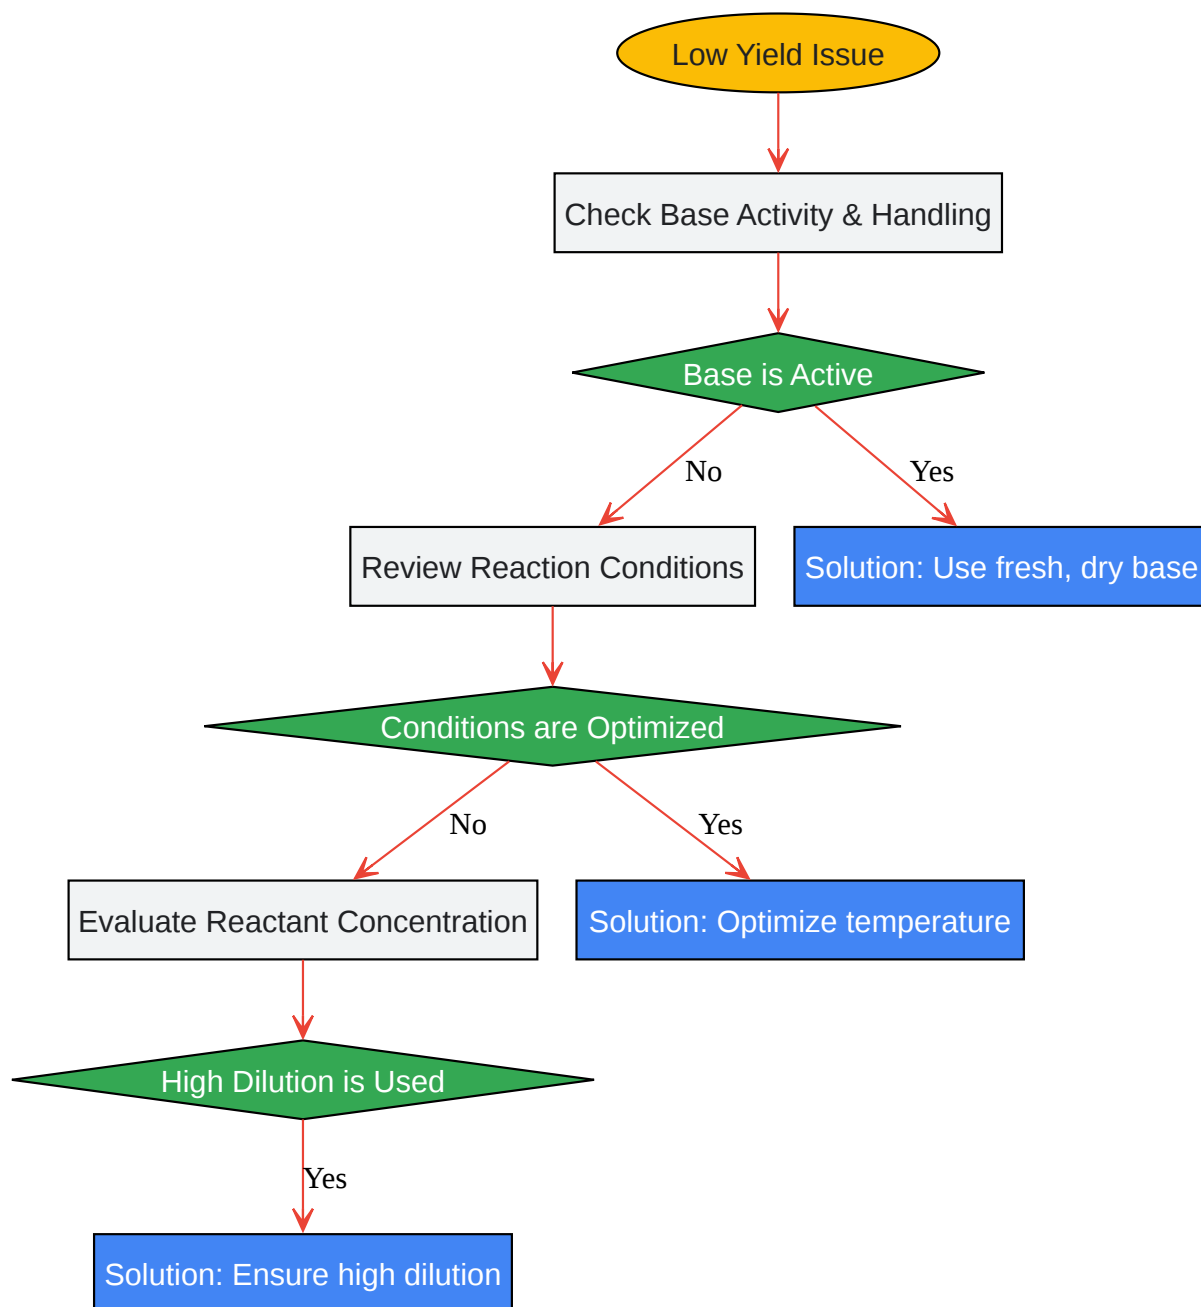 Low Yield Issue
Check Base Activity & Handling
Base is Active
No
Yes
Review Reaction Conditions
Solution: Use fresh, dry base
Conditions are Optimized
No
Yes
Evaluate Reactant Concentration
Solution: Optimize temperature
High Dilution is Used
Yes
Solution: Ensure high dilution